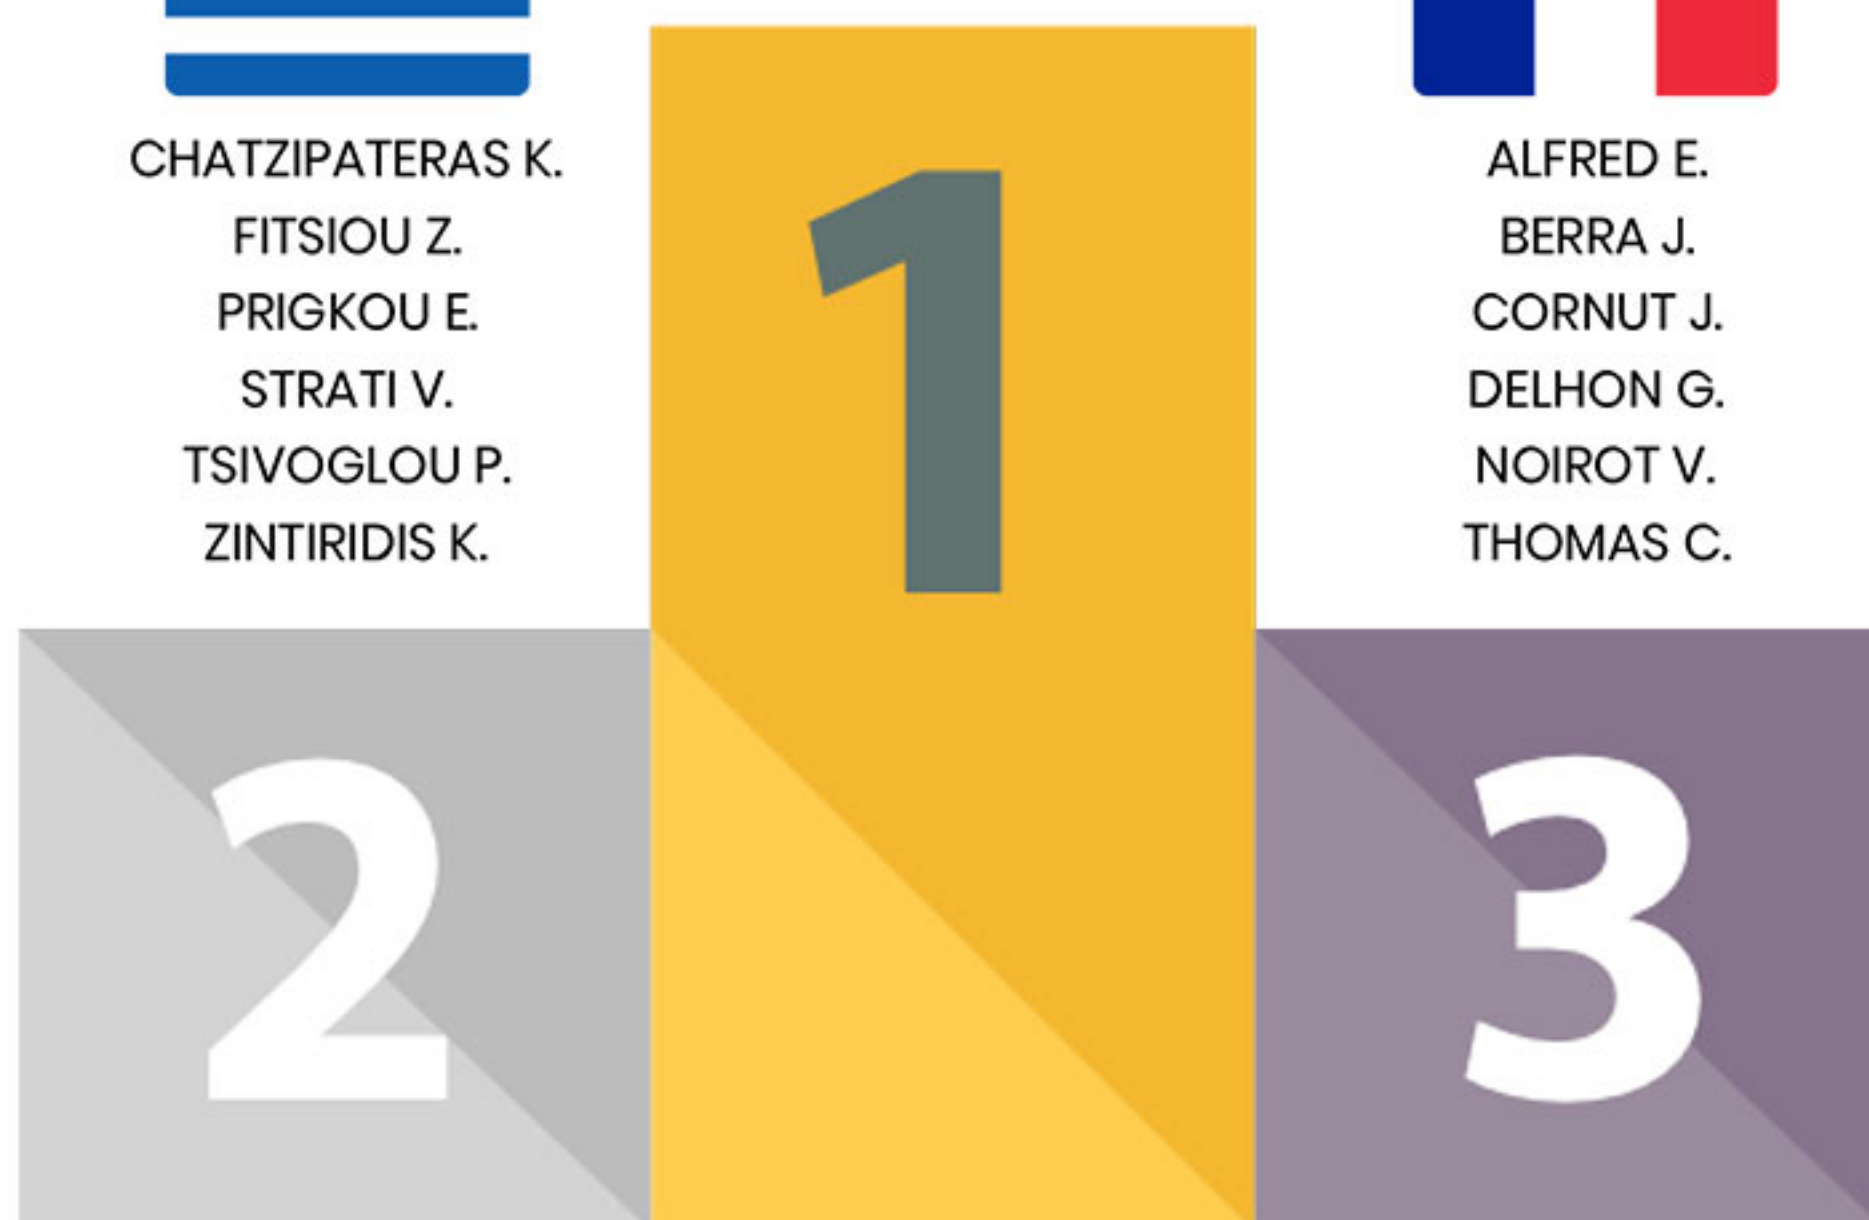 CHATZIPATERAS K.
FITSIOU Z.
PRIGKOU E.
STRATI V.
TSIVOGLOU P.
ZINTIRIDIS K.
2
1
ALFRED E.
BERRA J.
CORNUT J.
DELHON G.
NOIROT V.
THOMAS C.
3